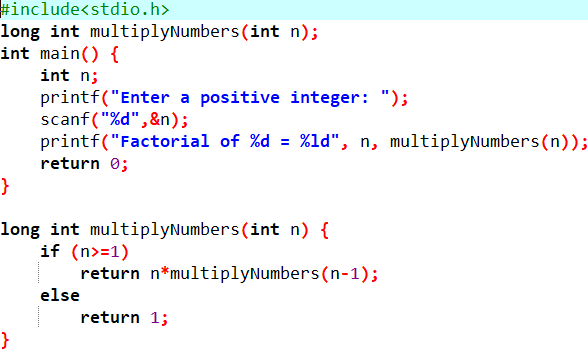 #include<stdio.h>
long int multiplyNumbers(int n);
int main() {
    int n;
    printf("Enter a positive integer: ");
    scanf("%d",&n);
    printf("Factorial of %d = %ld", n, multiplyNumbers(n));
    return 0;
}

long int multiplyNumbers(int n) {
    if (n>=1)
        return n*multiplyNumbers(n-1);
    else
        return 1;
}